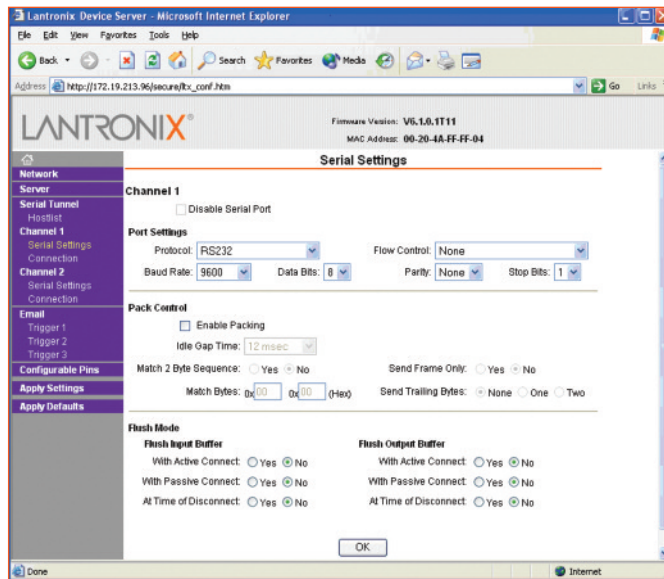 Lantronix Device Server - Microsoft Internet Explorer
File Edit View Favorites Tools Help
Back Search Favorites Media
Address http://172.19.213.96/secure/ltx_conf.htm Go Links
LANTRONIX®
Firmware Version: V6.1.0.1T11
MAC Address: 00-20-4A-FF-FF-04
Network
Server
Serial Tunnel
Hostlist
Channel 1
Serial Settings
Connection
Channel 2
Serial Settings
Connection
Email
Trigger 1
Trigger 2
Trigger 3
Configurable Pins
Apply Settings
Apply Defaults
Serial Settings
Channel 1
Disable Serial Port
Port Settings
Protocol: RS232 Flow Control: None
Baud Rate: 9600 Data Bits: 8 Parity: None Stop Bits: 1
Pack Control
Enable Packing
Idle Gap Time: 12 msec
Match 2 Byte Sequence: Yes No Send Frame Only: Yes No
Match Bytes: 0x 00 0x 00 (Hex) Send Trailing Bytes: None One Two
Flush Mode
Flush Input Buffer Flush Output Buffer
With Active Connect: Yes No With Active Connect: Yes No
With Passive Connect: Yes No With Passive Connect: Yes No
At Time of Disconnect: Yes No At Time of Disconnect: Yes No
OK
Done Internet